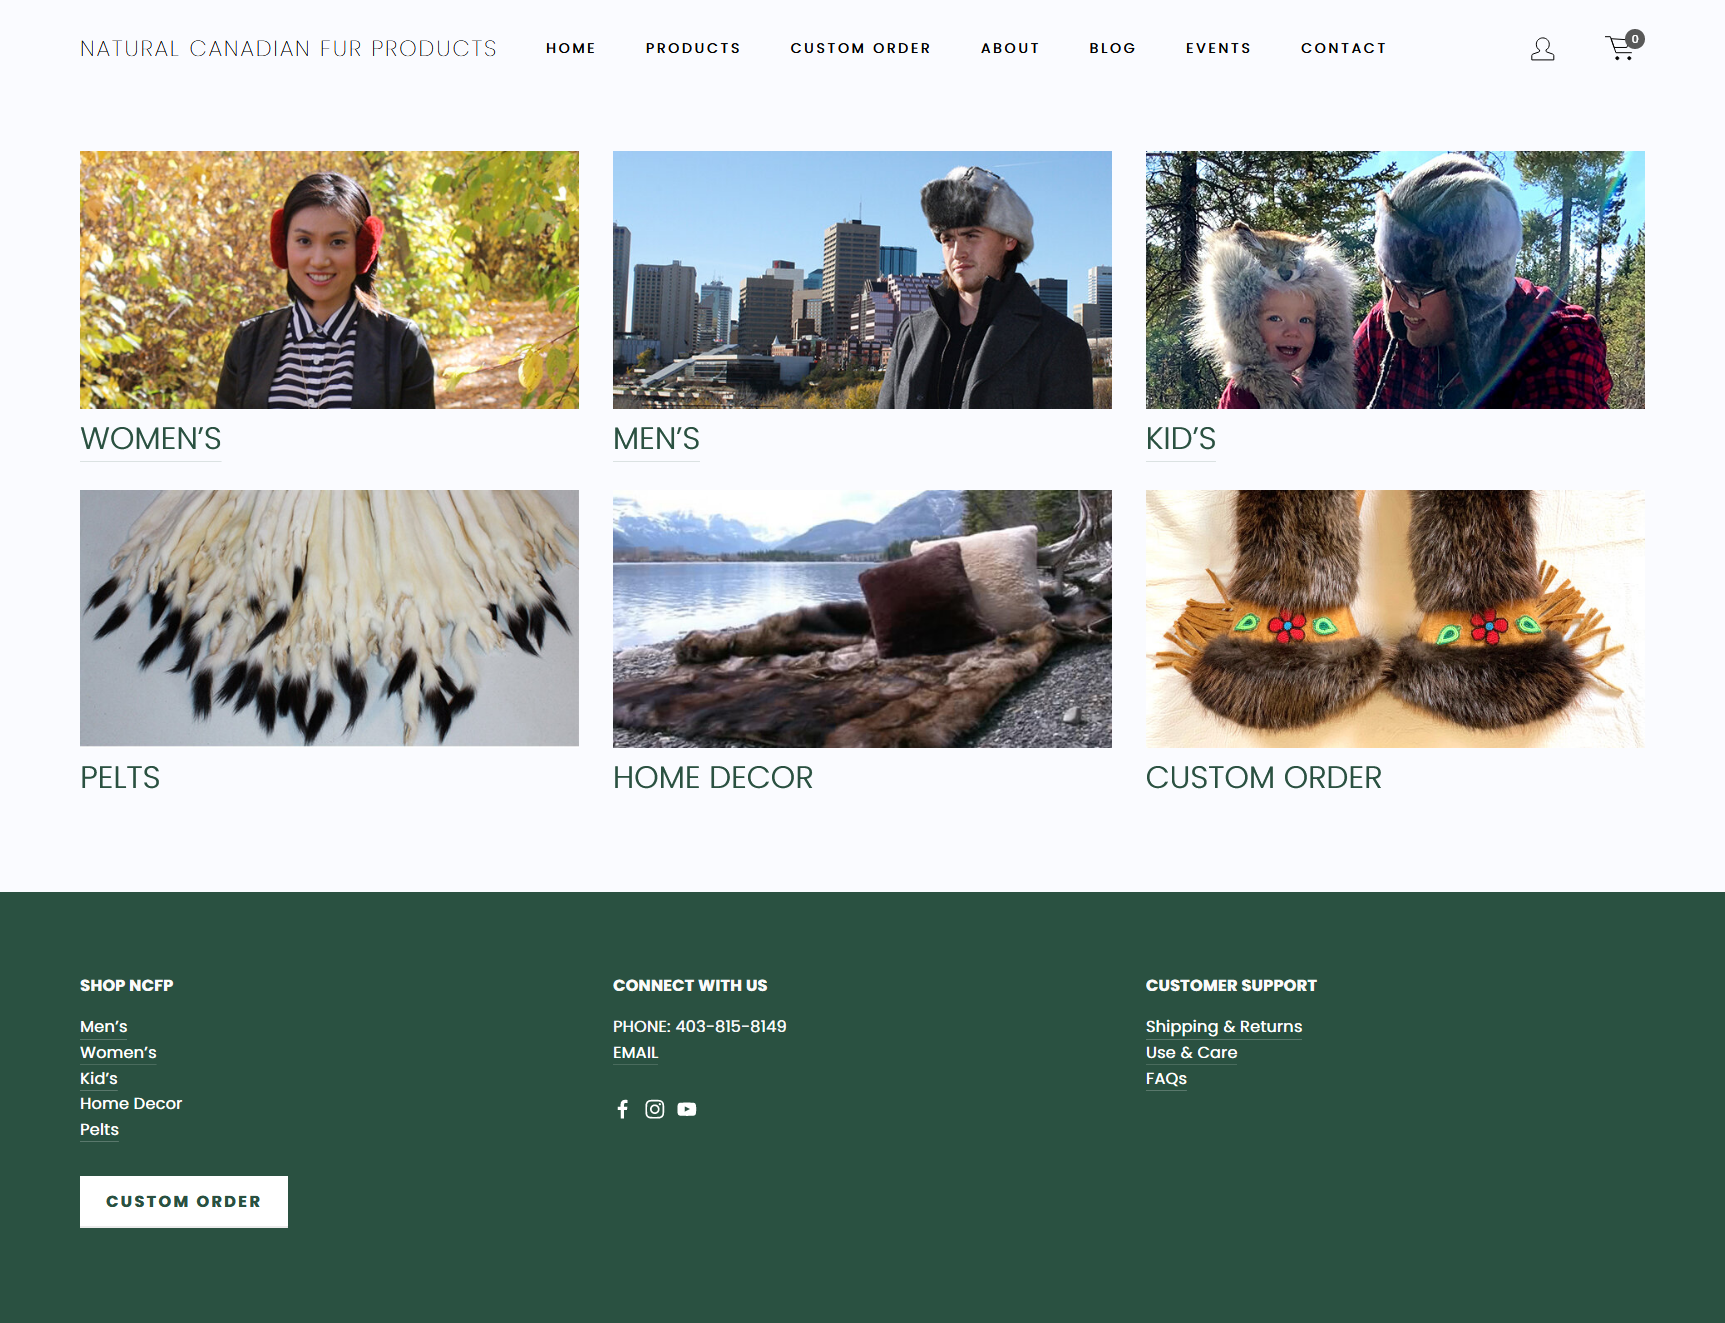 NATURAL CANADIAN FUR PRODUCTS
HOME
PRODUCTS
CUSTOM ORDER
ABOUT
BLOG
EVENTS
CONTACT
0
WOMEN’S
MEN’S
KID’S
PELTS
HOME DECOR
CUSTOM ORDER
SHOP NCFP
Men’s
Women’s
Kid’s
Home Decor
Pelts
CUSTOM ORDER
CONNECT WITH US
PHONE: 403-815-8149
EMAIL
CUSTOMER SUPPORT
Shipping & Returns
Use & Care
FAQs